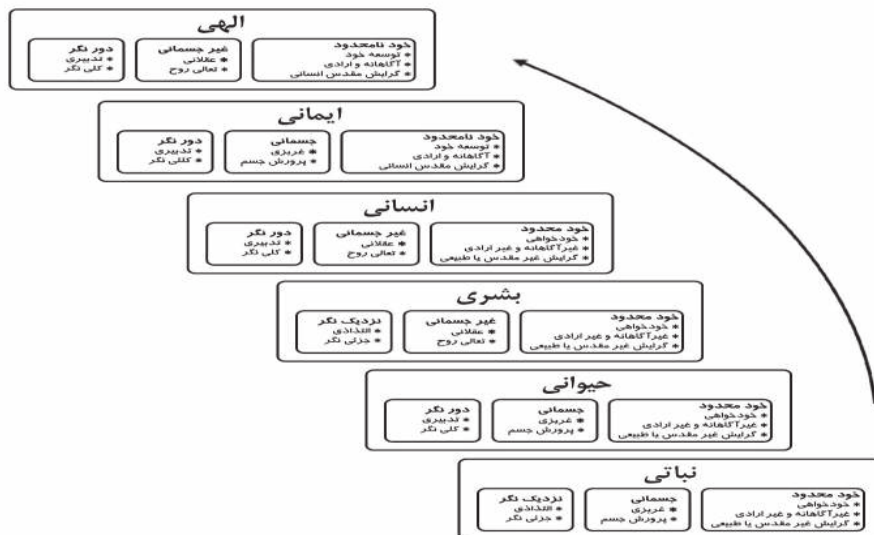 الهی
خود نامحدود
* توسعه خود
* آگاهانه و ارادی
* گرایش مقدس انسانی
غیر جسمانی
* عقلانی
* تعالی روح
دور نگر
* تدبیری
* کلی نگر
ایمانی
خود نامحدود
* توسعه خود
* آگاهانه و ارادی
* گرایش مقدس انسانی
جسمانی
* غریزی
* پرورش جسم
دور نگر
* تدبیری
* کللی نگر
انسانی
خود محدود
* خودخواهی
* غیرآگاهانه و غیر ارادی
* گرایش غیر مقدس یا طبیعی
غیر جسمانی
* عقلانی
* تعالی روح
دور نگر
* تدبیری
* کلی نگر
بشری
خود محدود
* خودخواهی
* غیرآگاهانه و غیر ارادی
* گرایش غیر مقدس یا طبیعی
غیر جسمانی
* عقلانی
* تعالی روح
نزدیک نگر
* التذاذی
* جزئی نگر
حیوانی
خود محدود
* خودخواهی
* غیرآگاهانه و غیر ارادی
* گرایش غیر مقدس یا طبیعی
جسمانی
* غریزی
* پرورش جسم
دور نگر
* تدبیری
* کلی نگر
نباتی
خود محدود
* خودخواهی
* غیرآگاهانه و غیر ارادی
* گرایش غیر مقدس یا طبیعی
جسمانی
* غریزی
* پرورش جسم
نزدیک نگر
* التذاذی
* جزئی نگر